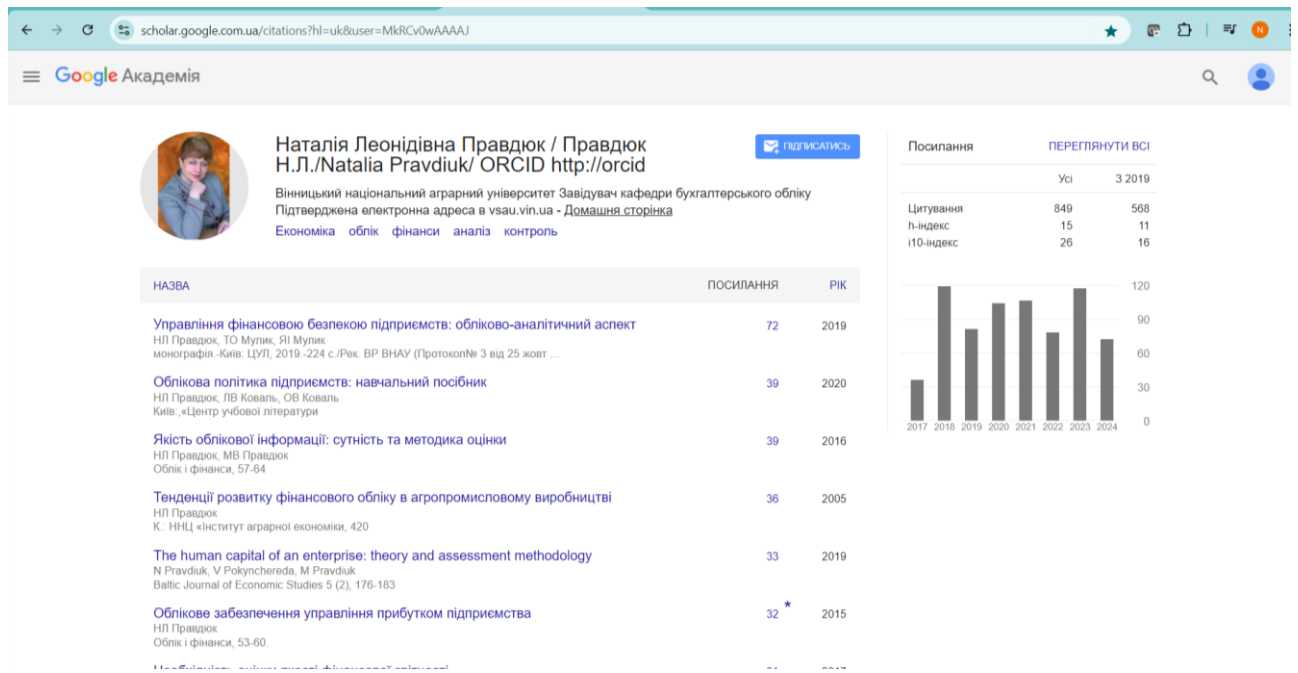 scholar.google.com.ua/citations?hl=uk&user=MkRCv0wAAAAJ
N
Google Академія
Наталія Леонідівна Правдюк / Правдюк
Н.Л./Natalia Pravdiuk/ ORCID http://orcid
ПІДПИСАТИСЬ
Вінницький національний аграрний університет Завідувач кафедри бухгалтерського обліку
Підтверджена електронна адреса в vsau.vin.ua - Домашня сторінка
Економіка облік фінанси аналіз контроль
НАЗВА ПОСИЛАННЯ РІК
Управління фінансовою безпекою підприємств: обліково-аналітичний аспект 72 2019
НЛ Правдюк, ТО Мулик, ЯІ Мулик
монографія.-Київ: ЦУЛ, 2019.-224 с./Рек. ВР ВНАУ (Протокол№ 3 від 25 жовт ...
Облікова політика підприємств: навчальний посібник 39 2020
НЛ Правдюк, ЛВ Коваль, ОВ Коваль
Київ:,«Центр учбової літератури
Якість облікової інформації: сутність та методика оцінки 39 2016
НЛ Правдюк, МВ Правдюк
Облік і фінанси, 57-64
Тенденції розвитку фінансового обліку в агропромисловому виробництві 36 2005
НЛ Правдюк
К.: ННЦ «Інститут аграрної економіки, 420
The human capital of an enterprise: theory and assessment methodology 33 2019
N Pravdiuk, V Pokynchereda, M Pravdiuk
Baltic Journal of Economic Studies 5 (2), 176-183
Облікове забезпечення управління прибутком підприємства 32 * 2015
НЛ Правдюк
Облік і фінанси, 53-60.
Посилання ПЕРЕГЛЯНУТИ ВСІ
Усі З 2019
Цитування 849 568
h-індекс 15 11
i10-індекс 26 16
120
90
60
30
0
2017 2018 2019 2020 2021 2022 2023 2024